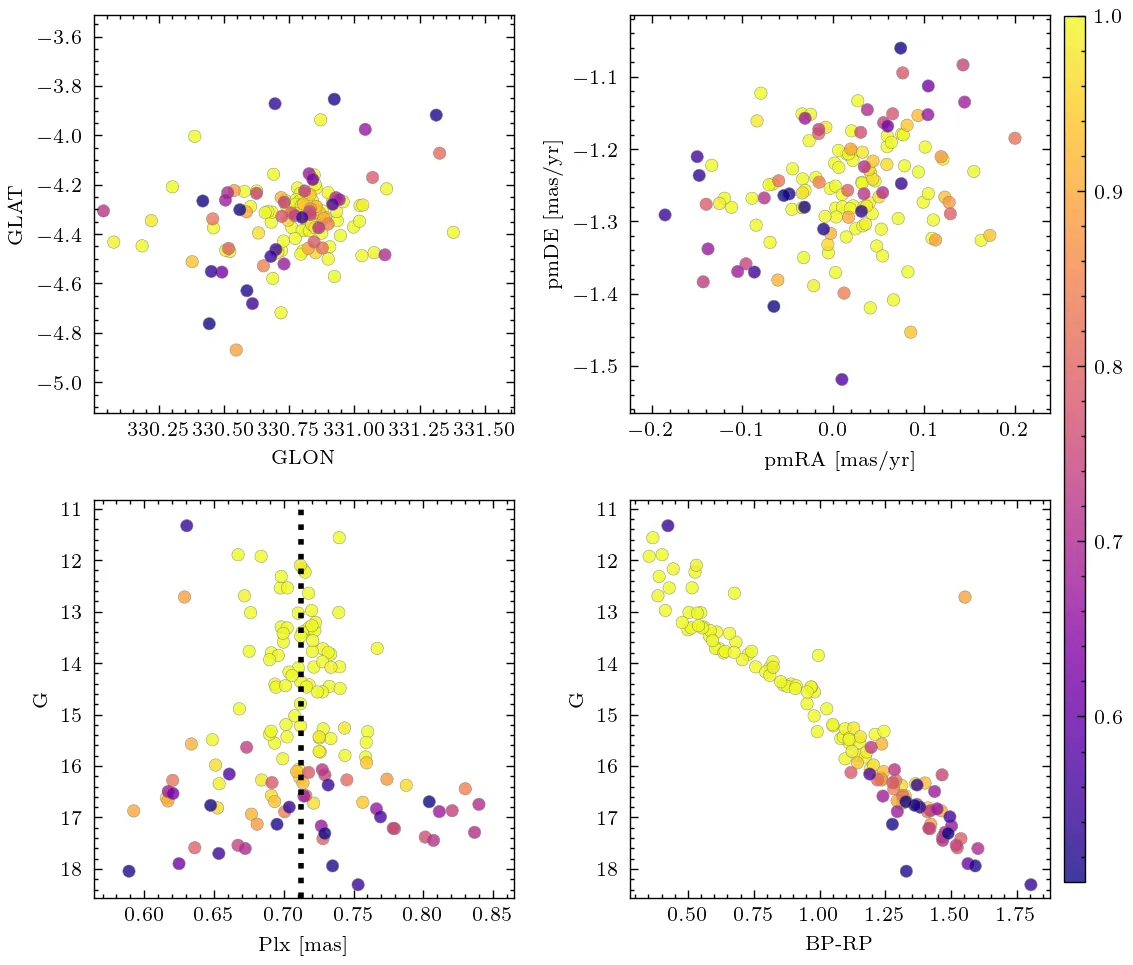 −3.6
−3.8
−4.0
−4.2
−4.4
−4.6
−4.8
−5.0
GLAT
330.25 330.50 330.75 331.00 331.25 331.50
GLON
−1.1
−1.2
−1.3
−1.4
−1.5
pmDE [mas/yr]
−0.2 −0.1 0.0 0.1 0.2
pmRA [mas/yr]
1.0
0.9
0.8
0.7
0.6
11
12
13
14
15
16
17
18
G
0.60 0.65 0.70 0.75 0.80 0.85
Plx [mas]
11
12
13
14
15
16
17
18
G
0.50 0.75 1.00 1.25 1.50 1.75
BP-RP